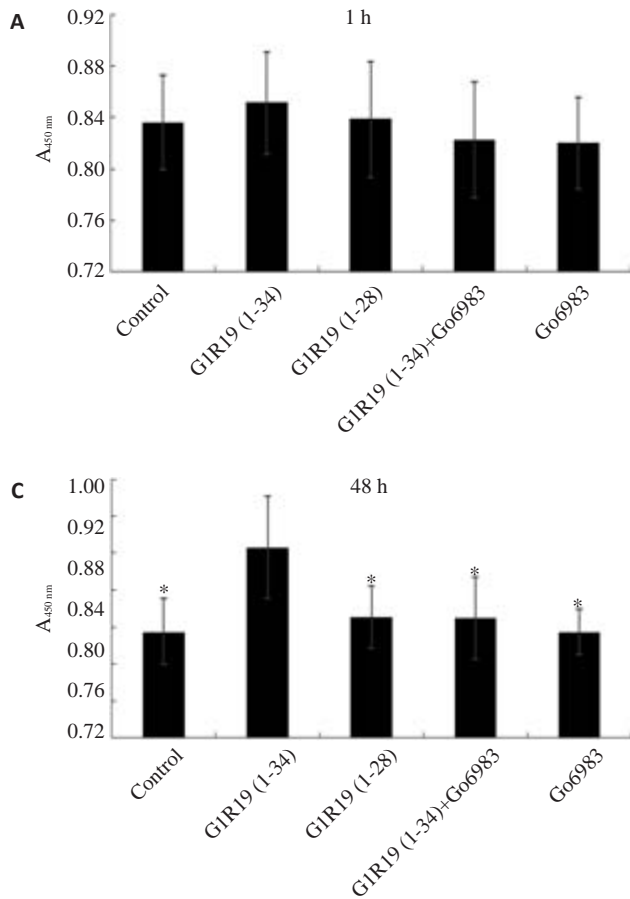 A
1 h
0.92
0.88
0.84
0.80
0.76
0.72
A450 nm
Control
G1R19 (1-34)
G1R19 (1-28)
G1R19 (1-34)+Go6983
Go6983
C
48 h
1.00
0.92
0.84
0.80
0.76
0.72
A450 nm
*
*
*
*
Control
G1R19 (1-34)
G1R19 (1-28)
G1R19 (1-34)+Go6983
Go6983